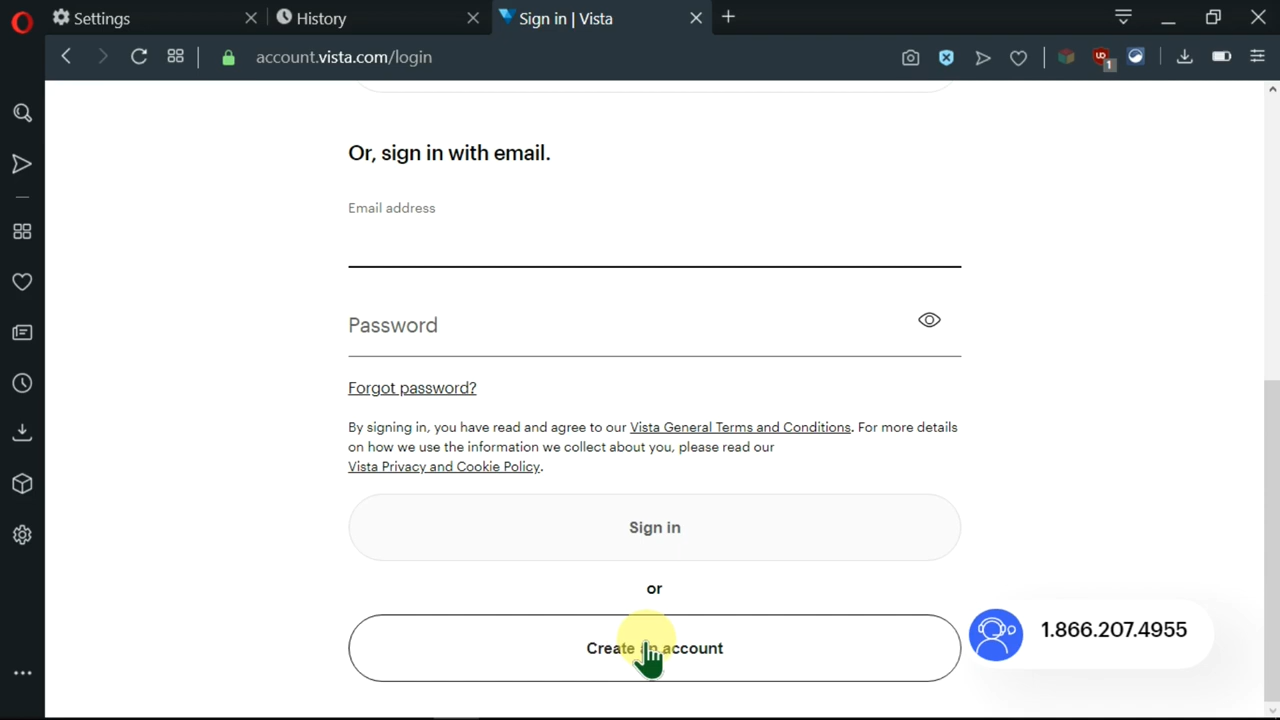 Settings
History
Sign in | Vista
account.vista.com/login
1
Or, sign in with email.
Email address
Password
Forgot password?
By signing in, you have read and agree to our Vista General Terms and Conditions. For more details
on how we use the information we collect about you, please read our
Vista Privacy and Cookie Policy.
Sign in
or
Create an account
1.866.207.4955